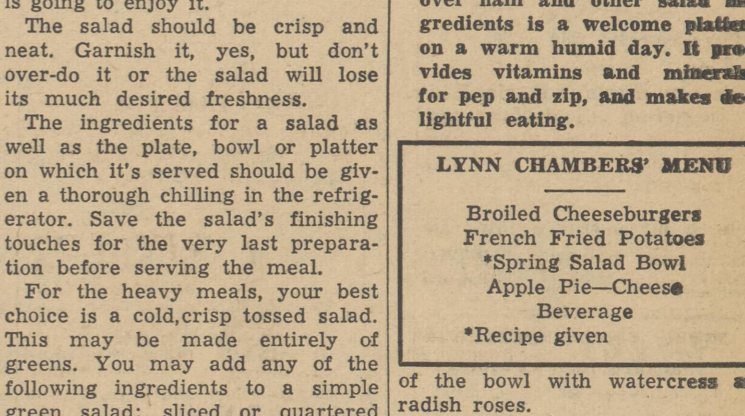 is going to enjoy it.
The salad should be crisp and
neat. Garnish it, yes, but don't
over-do it or the salad will lose
its much desired freshness.
The ingredients for a salad as
well as the plate, bowl or platter
on which it's served should be giv-
en a thorough chilling in the refrig-
erator. Save the salad's finishing
touches for the very last prepara-
tion before serving the meal.
For the heavy meals, your best
choice is a cold,crisp tossed salad.
This may be made entirely of
greens. You may add any of the
following ingredients to a simple
green salad: sliced or quartered
over ham and other salad in-
gredients is a welcome platter
on a warm humid day. It pro-
vides vitamins and minerals
for pep and zip, and makes de-
lightful eating.
LYNN CHAMBERS' MENU
Broiled Cheeseburgers
French Fried Potatoes
*Spring Salad Bowl
Apple Pie—Cheese
Beverage
*Recipe given
of the bowl with watercress a
radish roses.